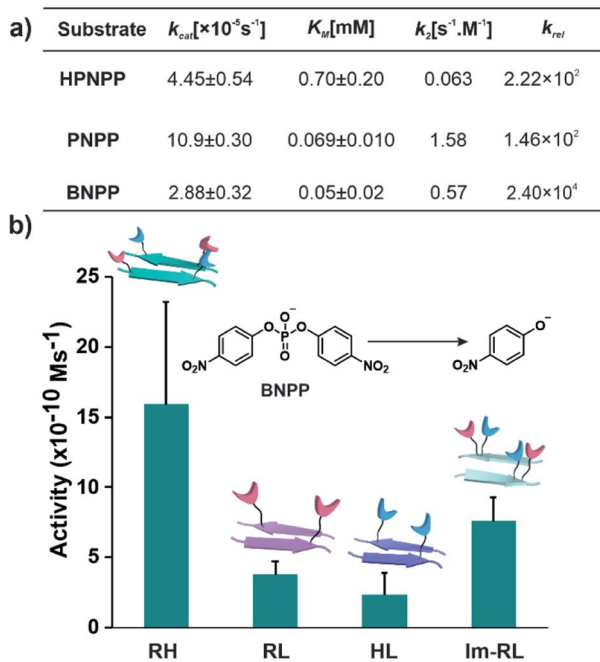 a)
Substrate k_cat[×10⁻⁵s⁻¹] K_M[mM] k₂[s⁻¹.M⁻¹] k_rel
HPNPP 4.45±0.54 0.70±0.20 0.063 2.22×10²
PNPP 10.9±0.30 0.069±0.010 1.58 1.46×10²
BNPP 2.88±0.32 0.05±0.02 0.57 2.40×10⁴
b)
Activity (x10⁻¹⁰ Ms⁻¹)
25
20
15
10
5
0
O⁻
O P O
O
O₂N NO₂
BNPP
O⁻
O₂N
RH RL HL Im-RL